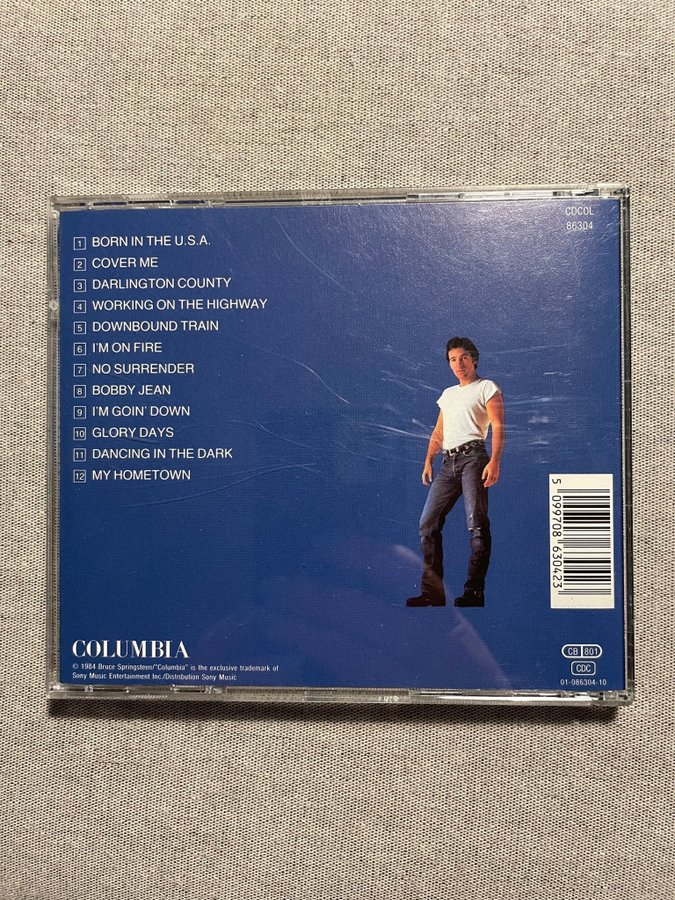 CDCOL
86304
1 BORN IN THE U.S.A.
2 COVER ME
3 DARLINGTON COUNTY
4 WORKING ON THE HIGHWAY
5 DOWNBOUND TRAIN
6 I'M ON FIRE
7 NO SURRENDER
8 BOBBY JEAN
9 I'M GOIN' DOWN
10 GLORY DAYS
11 DANCING IN THE DARK
12 MY HOMETOWN
5 099708 630423
COLUMBIA
© 1984 Bruce Springsteen/"Columbia" is the exclusive trademark of
Sony Music Entertainment Inc./Distribution Sony Music
CB 801
CDC
01-086304-10